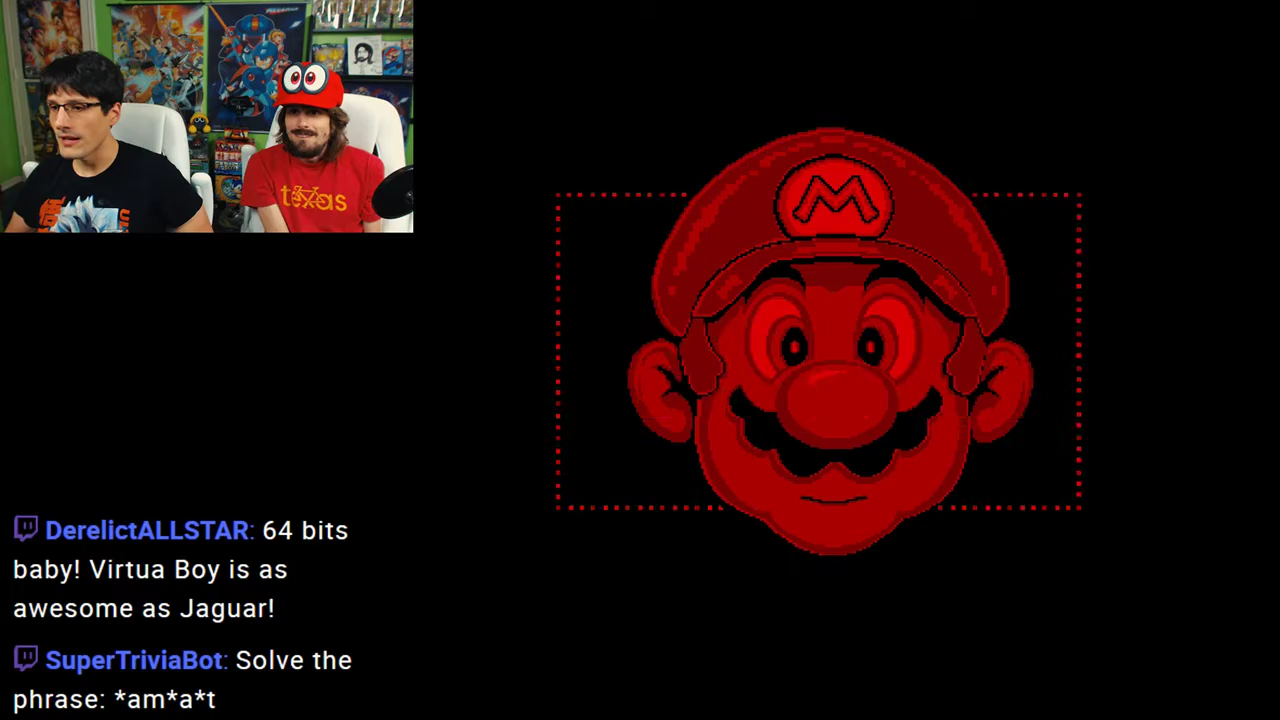 texas
M
DerelictALLSTAR: 64 bits
baby! Virtua Boy is as
awesome as Jaguar!
SuperTriviaBot: Solve the
phrase: *am*a*t